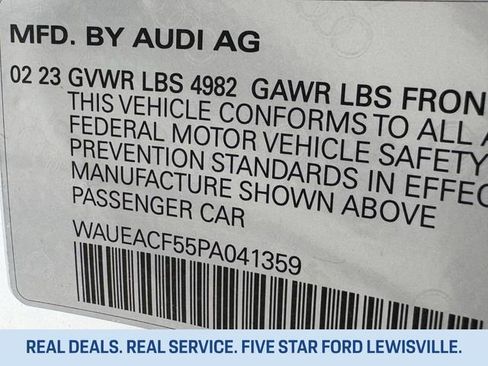 MFD. BY AUDI AG
02 23 GVWR LBS 4982 GAWR LBS FRON
THIS VEHICLE CONFORMS TO ALL A
FEDERAL MOTOR VEHICLE SAFETY
PREVENTION STANDARDS IN EFFEC
MANUFACTURE SHOWN ABOVE
PASSENGER CAR
WAUEACF55PA041359
REAL DEALS. REAL SERVICE. FIVE STAR FORD LEWISVILLE.